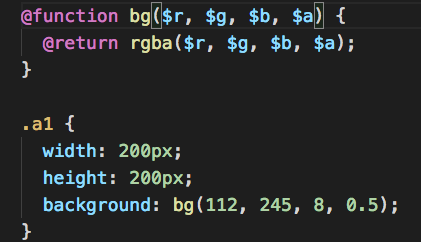 @function bg($r, $g, $b, $a) {
  @return rgba($r, $g, $b, $a);
}

.a1 {
  width: 200px;
  height: 200px;
  background: bg(112, 245, 8, 0.5);
}